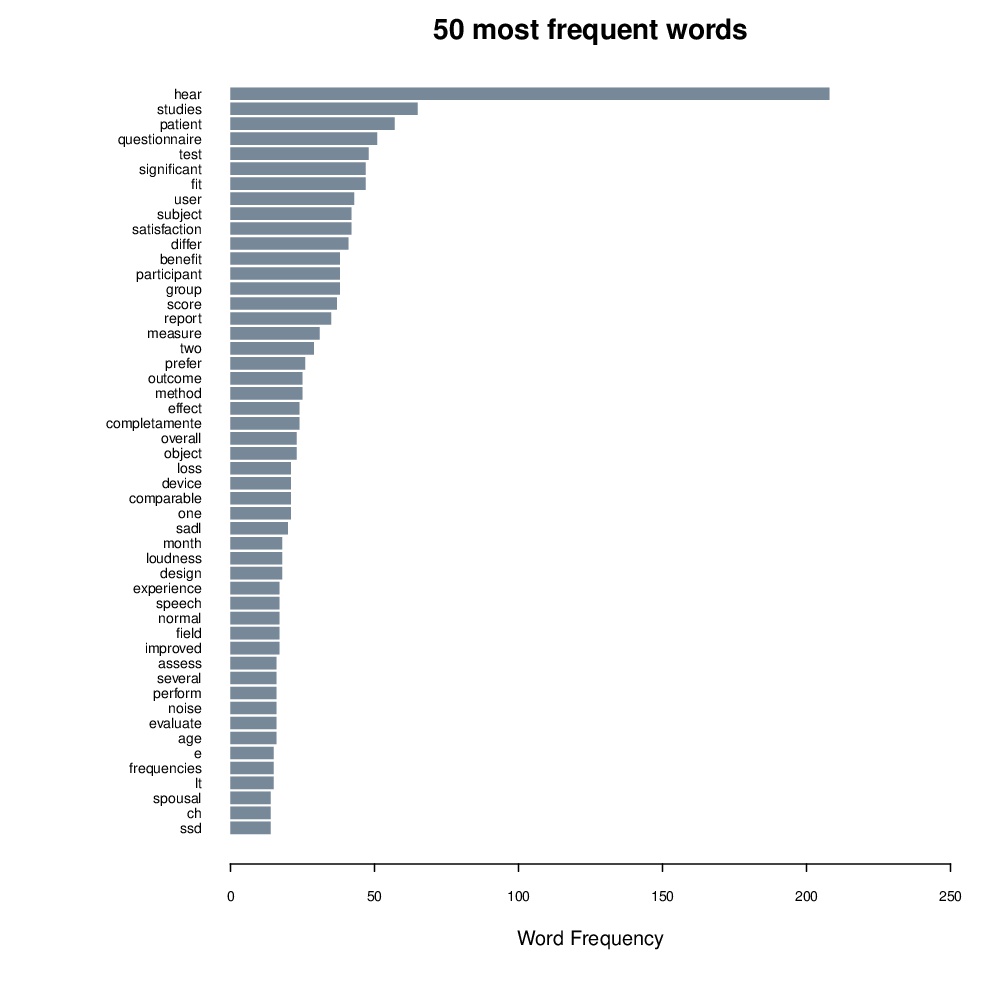 50 most frequent words
hear
studies
patient
questionnaire
test
significant
fit
user
subject
satisfaction
differ
benefit
participant
group
score
report
measure
two
prefer
outcome
method
effect
completamente
overall
object
loss
device
comparable
one
sadl
month
loudness
design
experience
speech
normal
field
improved
assess
several
perform
noise
evaluate
age
e
frequencies
lt
spousal
ch
ssd
0 50 100 150 200 250
Word Frequency